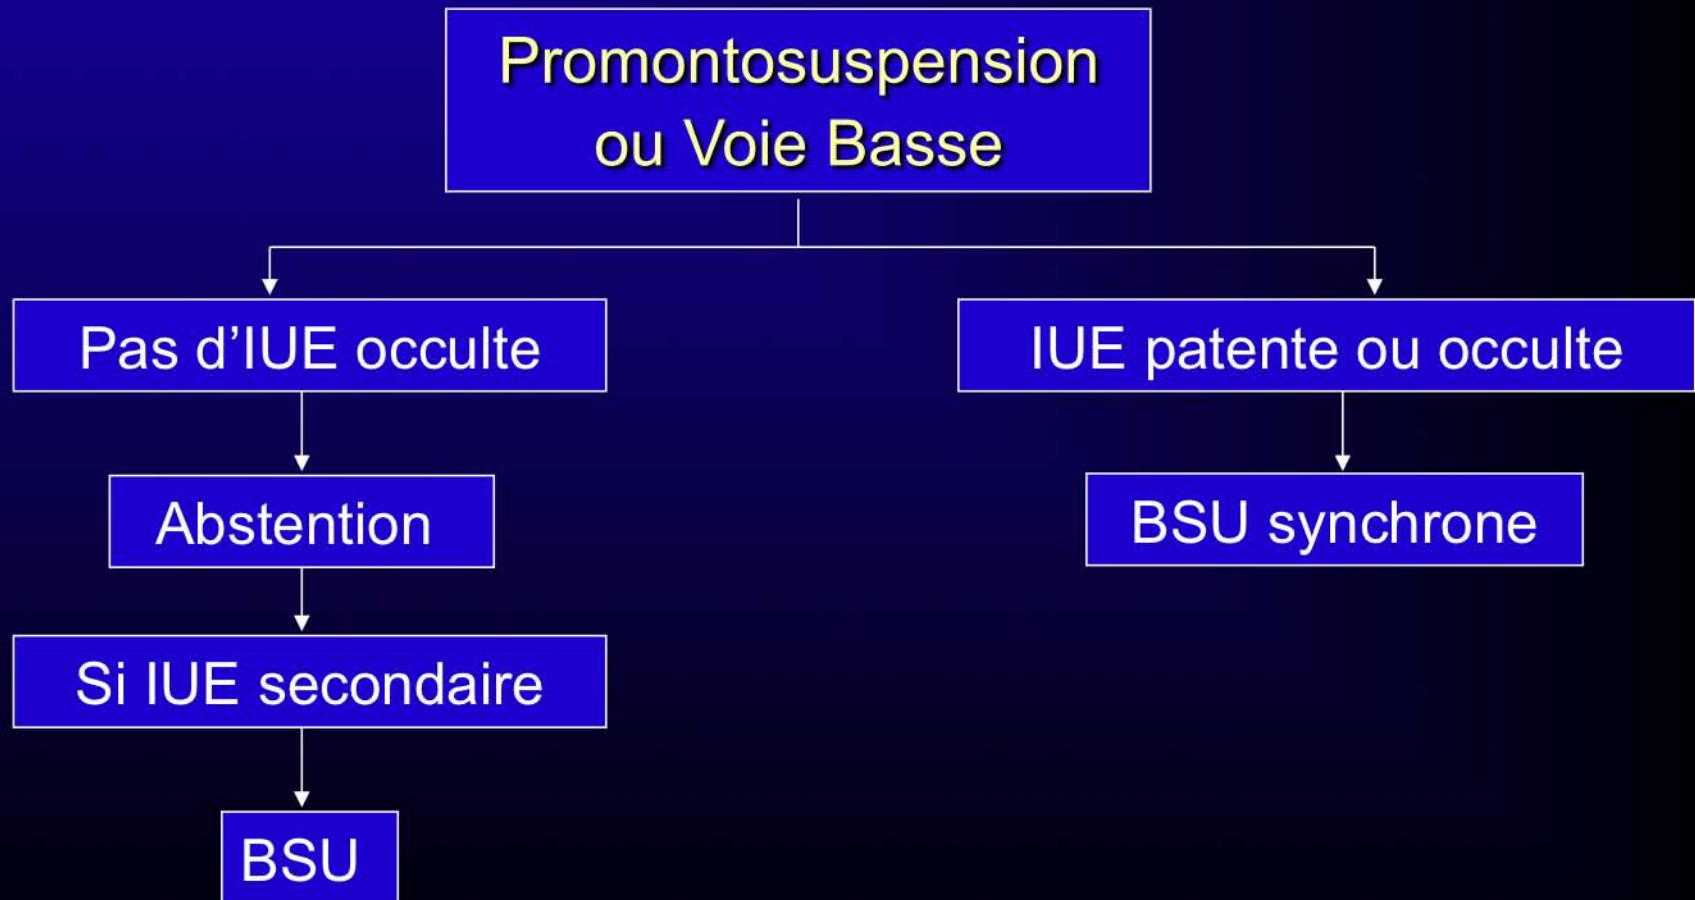 Promontosuspension
ou Voie Basse
Pas d’IUE occulte
IUE patente ou occulte
Abstention
BSU synchrone
Si IUE secondaire
BSU